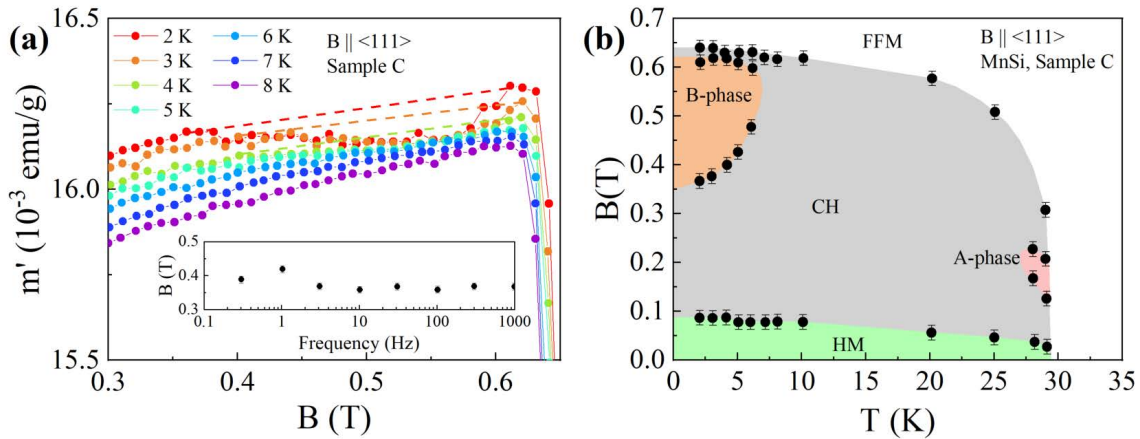 (a)
16.5
16.0
15.5
m' (10⁻³ emu/g)
2 K
3 K
4 K
5 K
6 K
7 K
8 K
B || <111>
Sample C
B (T)
0.5
0.4
0.3
0.1
1
10
100
1000
Frequency (Hz)
0.3
0.4
0.5
0.6
B (T)
(b)
0.7
0.6
0.5
0.4
0.3
0.2
0.1
0.0
B(T)
FFM
B || <111>
MnSi, Sample C
B-phase
CH
A-phase
HM
0
5
10
15
20
25
30
35
T (K)